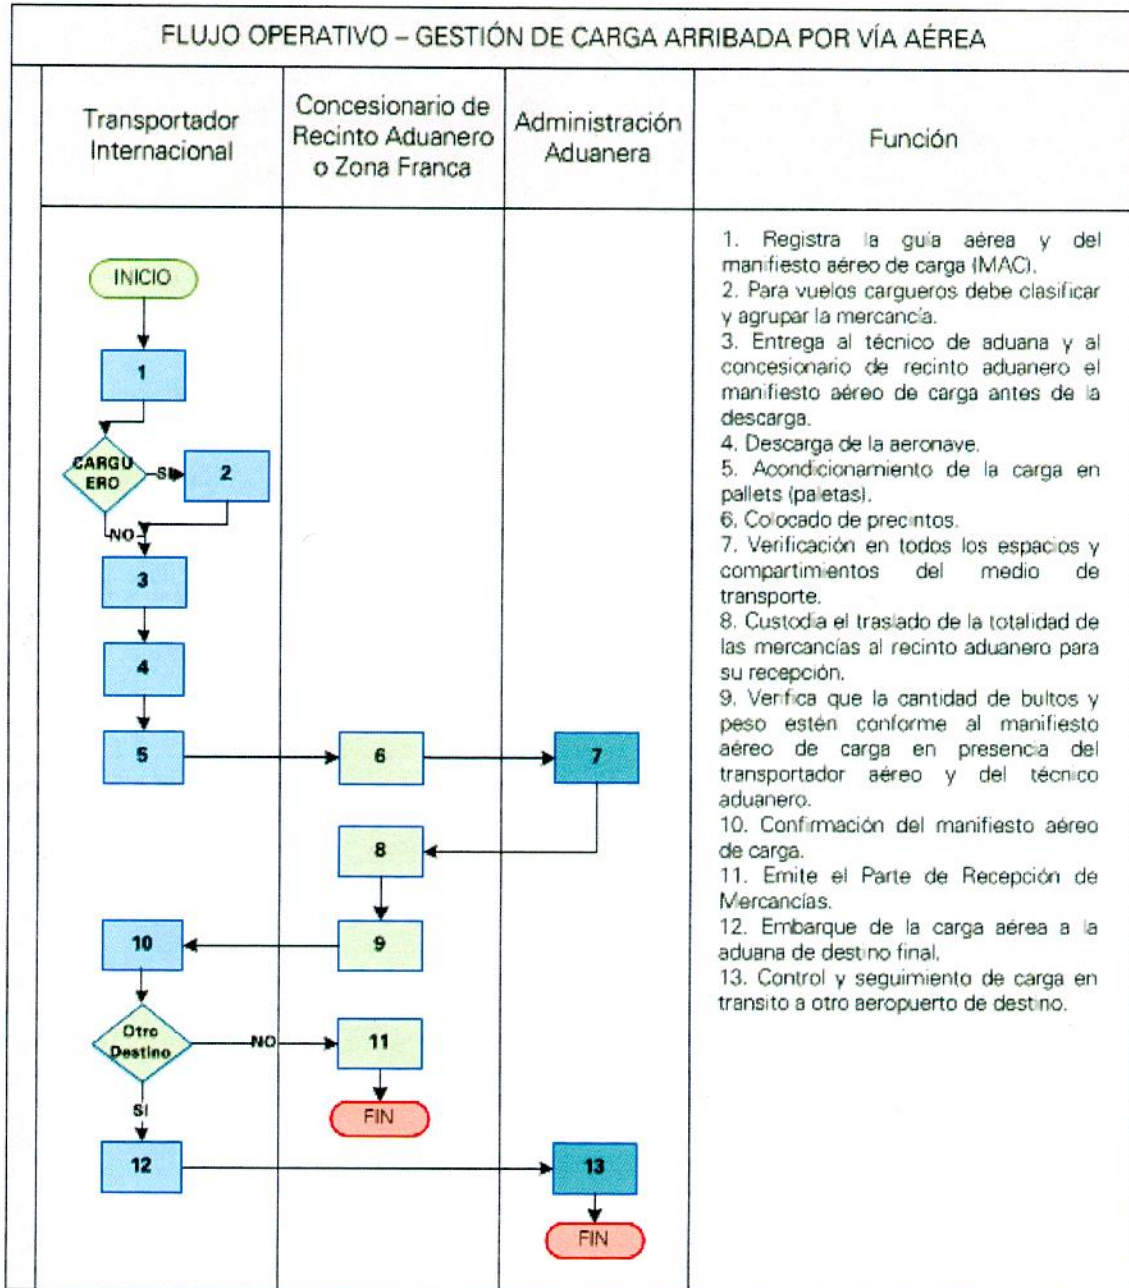 FLUJO OPERATIVO – GESTIÓN DE CARGA ARRIBADA POR VÍA AÉREA
Transportador
Internacional
Concesionario de
Recinto Aduanero
o Zona Franca
Administración
Aduanera
Función
INICIO
1
CARGU
ERO
SI
2
NO
3
4
5
6
7
8
9
10
Otro
Destino
NO
11
FIN
SI
12
13
FIN
1. Registra la guia aérea y del
manifiesto aéreo de carga (MAC).
2. Para vuelos cargueros debe clasificar
y agrupar la mercancía.
3. Entrega al técnico de aduana y al
concesionario de recinto aduanero el
manifiesto aéreo de carga antes de la
descarga.
4. Descarga de la aeronave.
5. Acondicionamiento de la carga en
pallets (paletas).
6. Colocado de precintos.
7. Verificación en todos los espacios y
compartimientos del medio de
transporte.
8. Custodia el traslado de la totalidad de
las mercancías al recinto aduanero para
su recepción.
9. Verifica que la cantidad de bultos y
peso estén conforme al manifiesto
aéreo de carga en presencia del
transportador aéreo y del técnico
aduanero.
10. Confirmación del manifiesto aéreo
de carga.
11. Emite el Parte de Recepción de
Mercancías.
12. Embarque de la carga aérea a la
aduana de destino final.
13. Control y seguimiento de carga en
transito a otro aeropuerto de destino.